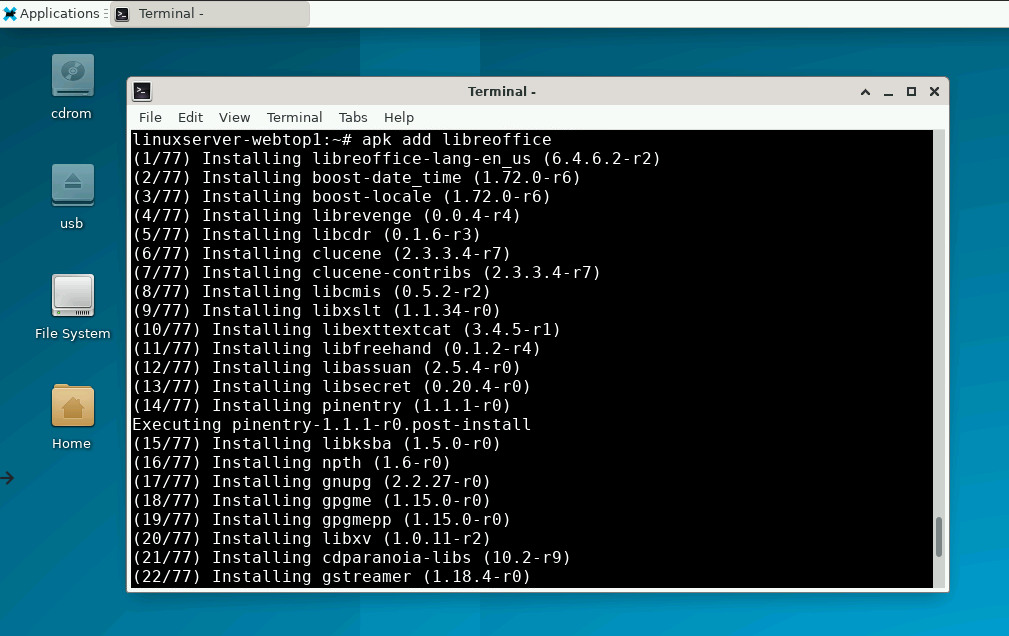 Applications
Terminal -
cdrom
usb
File System
Home
Terminal -
File Edit View Terminal Tabs Help
linuxserver-webtop1:~# apk add libreoffice
(1/77) Installing libreoffice-lang-en_us (6.4.6.2-r2)
(2/77) Installing boost-date_time (1.72.0-r6)
(3/77) Installing boost-locale (1.72.0-r6)
(4/77) Installing librevenge (0.0.4-r4)
(5/77) Installing libcdr (0.1.6-r3)
(6/77) Installing clucene (2.3.3.4-r7)
(7/77) Installing clucene-contribs (2.3.3.4-r7)
(8/77) Installing libcmis (0.5.2-r2)
(9/77) Installing libxslt (1.1.34-r0)
(10/77) Installing libexttextcat (3.4.5-r1)
(11/77) Installing libfreehand (0.1.2-r4)
(12/77) Installing libassuan (2.5.4-r0)
(13/77) Installing libsecret (0.20.4-r0)
(14/77) Installing pinentry (1.1.1-r0)
Executing pinentry-1.1.1-r0.post-install
(15/77) Installing libksba (1.5.0-r0)
(16/77) Installing npth (1.6-r0)
(17/77) Installing gnupg (2.2.27-r0)
(18/77) Installing gpgme (1.15.0-r0)
(19/77) Installing gpgmepp (1.15.0-r0)
(20/77) Installing libxv (1.0.11-r2)
(21/77) Installing cdparanoia-libs (10.2-r9)
(22/77) Installing gstreamer (1.18.4-r0)